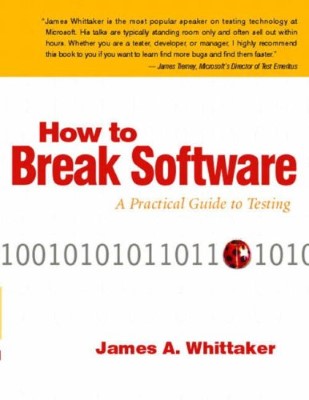 "James Whittaker is the most popular speaker on testing technology at
Microsoft. His talks are typically standing room only and often sell out within
hours. Whether you are a tester, developer, or manager, I highly recommend
this book to you if you want to learn find more bugs and find them faster."
— James Tierney, Microsoft's Director of Test Emeritus
How to
Break Software
A Practical Guide to Testing
10010101011011 1010
James A. Whittaker